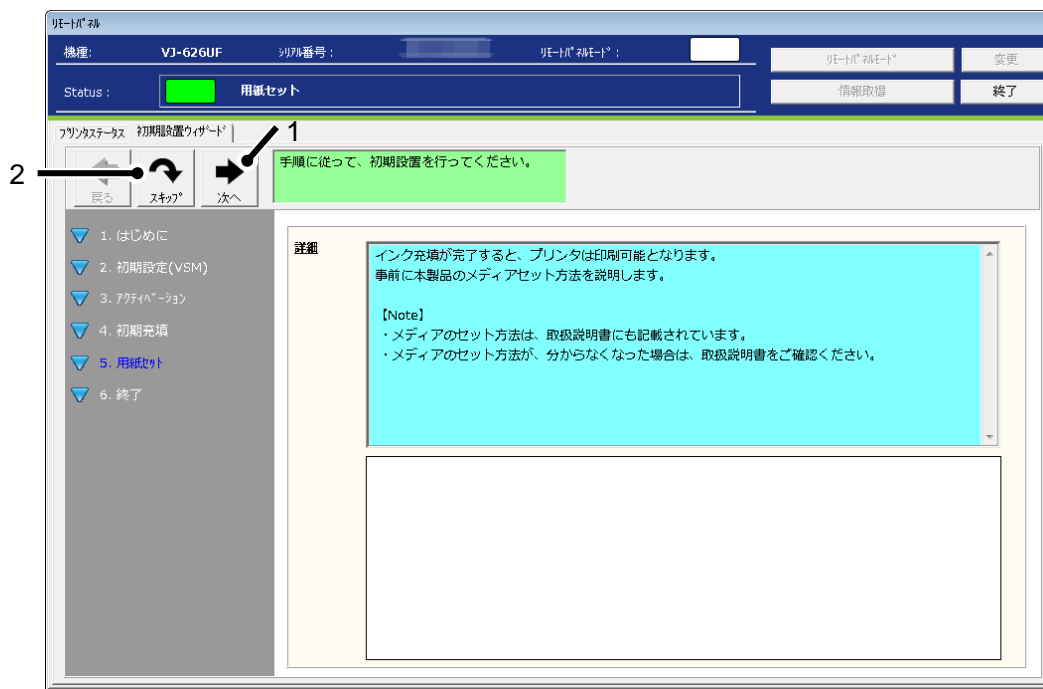 ﾘﾓｰﾄﾊﾟﾈﾙ
機種: VJ-626UF ｼﾘｱﾙ番号: ﾘﾓｰﾄﾊﾟﾈﾙﾓｰﾄﾞ:
ﾘﾓｰﾄﾊﾟﾈﾙﾓｰﾄﾞ 変更
Status: 用紙セット
情報取得 終了
ﾌﾟﾘﾝﾀｽﾃｰﾀｽ 初期設置ｳｨｻﾞｰﾄﾞ
1
2
戻る ｽｷｯﾌﾟ 次へ
手順に従って、初期設置を行ってください。
1. はじめに
2. 初期設定(VSM)
3. ｱｸﾃｨﾍﾞｰｼｮﾝ
4. 初期充填
5. 用紙ｾｯﾄ
6. 終了
詳細
インク充填が完了すると、プリンタは印刷可能となります。
事前に本製品のメディアセット方法を説明します。
【Note】
・メディアのセット方法は、取扱説明書にも記載されています。
・メディアのセット方法が、分からなくなった場合は、取扱説明書をご確認ください。